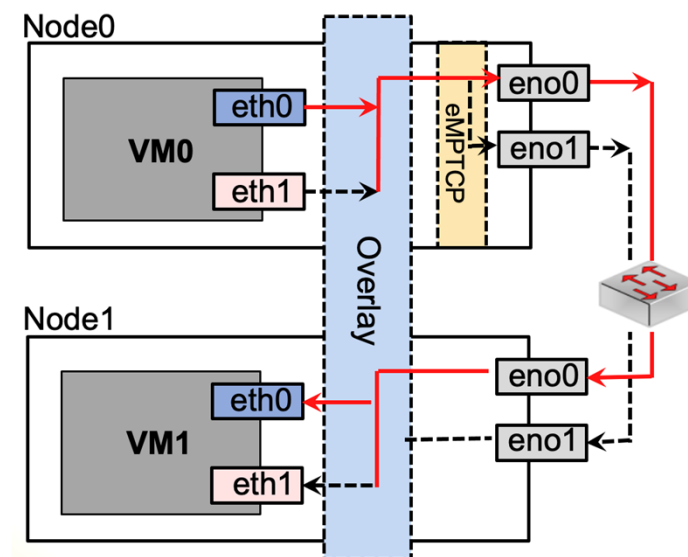 Node0
eth0
VM0
eth1
eMPTCP
eno0
eno1
Overlay
Node1
eth0
VM1
eth1
eno0
eno1